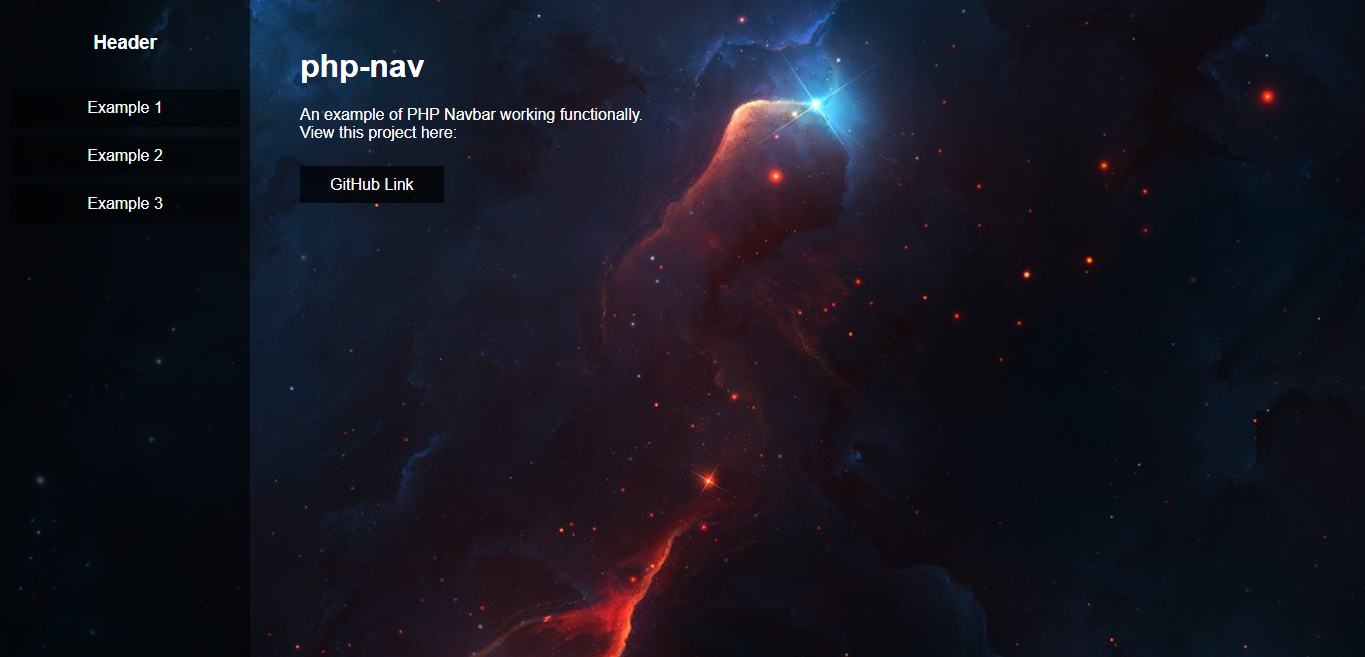 Header
Example 1
Example 2
Example 3
php-nav
An example of PHP Navbar working functionally.
View this project here:
GitHub Link